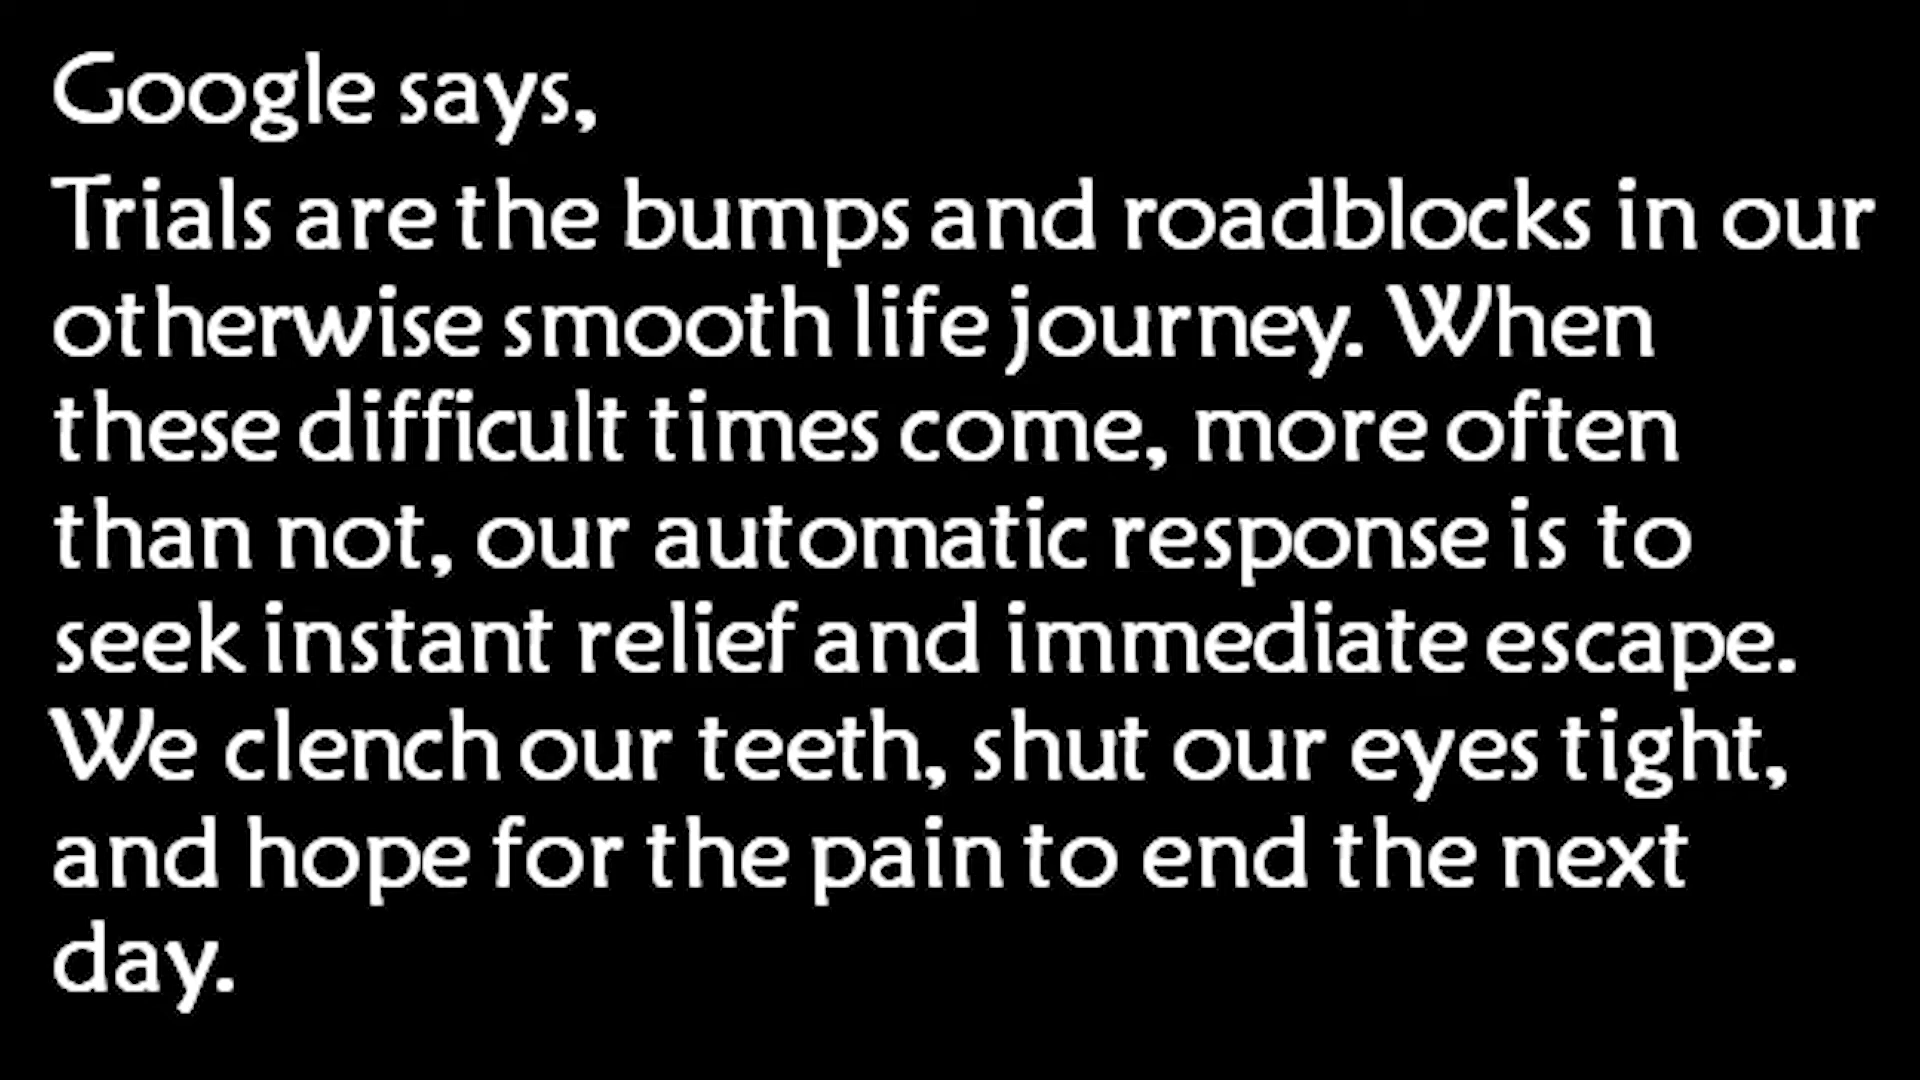 Google says,
Trials are the bumps and roadblocks in our
otherwise smooth life journey. When
these difficult times come, more often
than not, our automatic response is to
seek instant relief and immediate escape.
We clench our teeth, shut our eyes tight,
and hope for the pain to end the next
day.